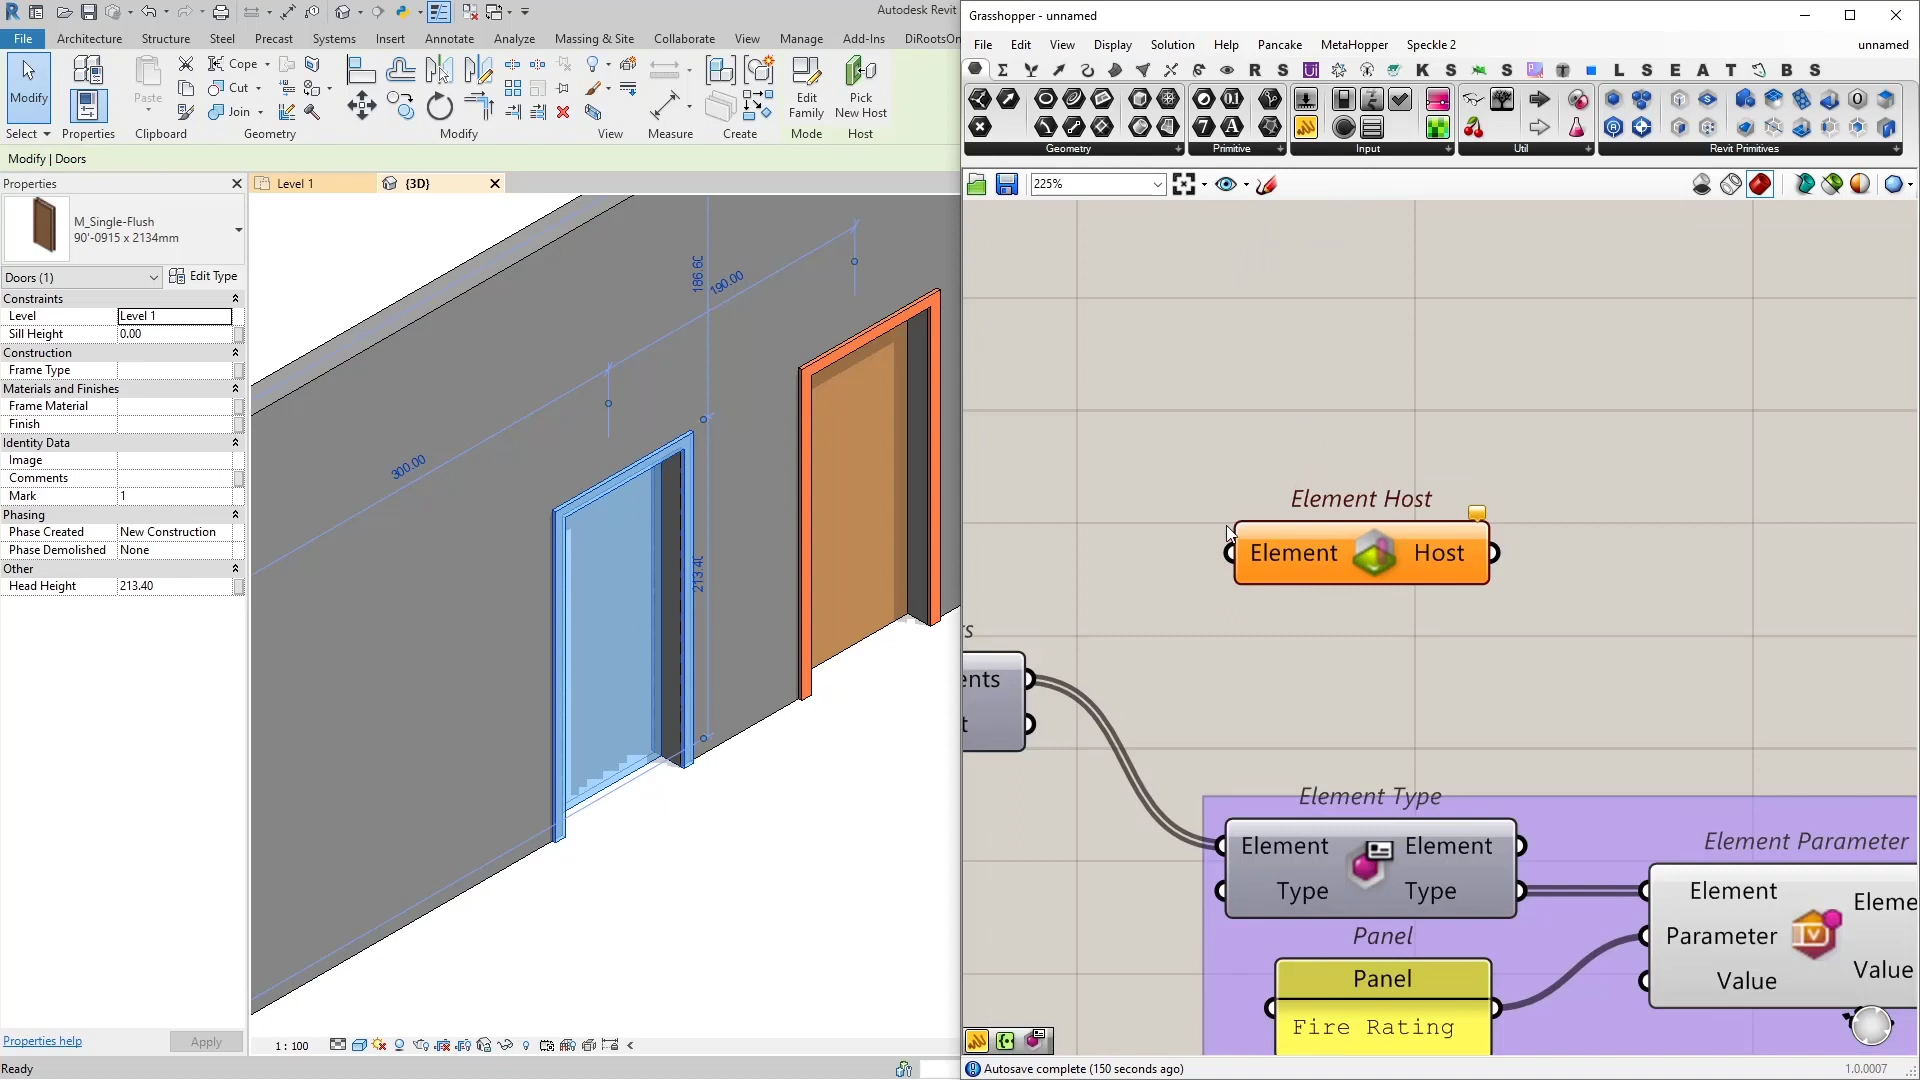 Autodesk Revit
File
Architecture
Structure
Steel
Precast
Systems
Insert
Annotate
Analyze
Massing & Site
Collaborate
View
Manage
Add-Ins
DiRootsOn
Modify
Select
Properties
Paste
Clipboard
Cope
Cut
Join
Geometry
Modify
View
Measure
Create
Edit
Family
Mode
Pick
New Host
Host
Modify | Doors
Properties
M_Single-Flush
90'-0915 x 2134mm
Doors (1)
Edit Type
Constraints
Level
Level 1
Sill Height
0.00
Construction
Frame Type
Materials and Finishes
Frame Material
Finish
Identity Data
Image
Comments
Mark
1
Phasing
Phase Created
New Construction
Phase Demolished
None
Other
Head Height
213.40
Properties help
Apply
Ready
Level 1
{3D}
186.60
190.00
300.00
213.40
1 : 100
Grasshopper - unnamed
File
Edit
View
Display
Solution
Help
Pancake
MetaHopper
Speckle 2
unnamed
R
S
K
S
S
L
S
E
A
T
B
S
Geometry
Primitive
Input
Util
Revit Primitives
225%
Element Host
Element
Host
ents
Element Type
Element
Element
Type
Type
Element Parameter
Element
Eleme
Parameter
Value
Value
Panel
Panel
Fire Rating
Autosave complete (150 seconds ago)
1.0.0007